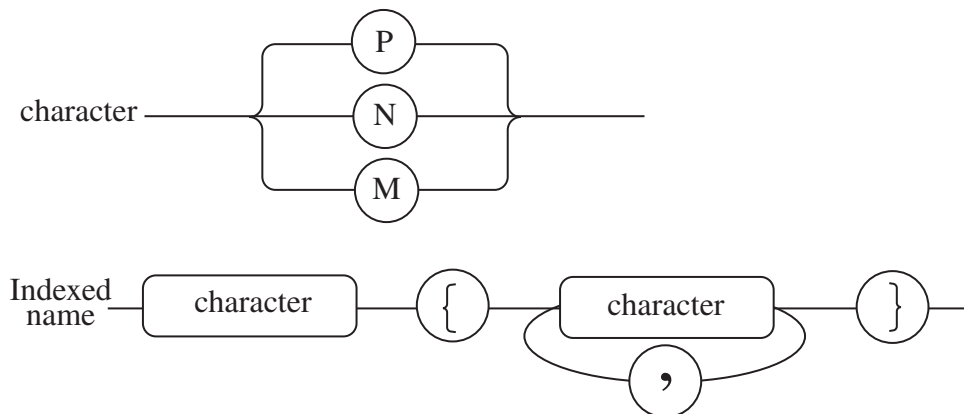 P
character
N
M
Indexed
name
character
{
character
}
,